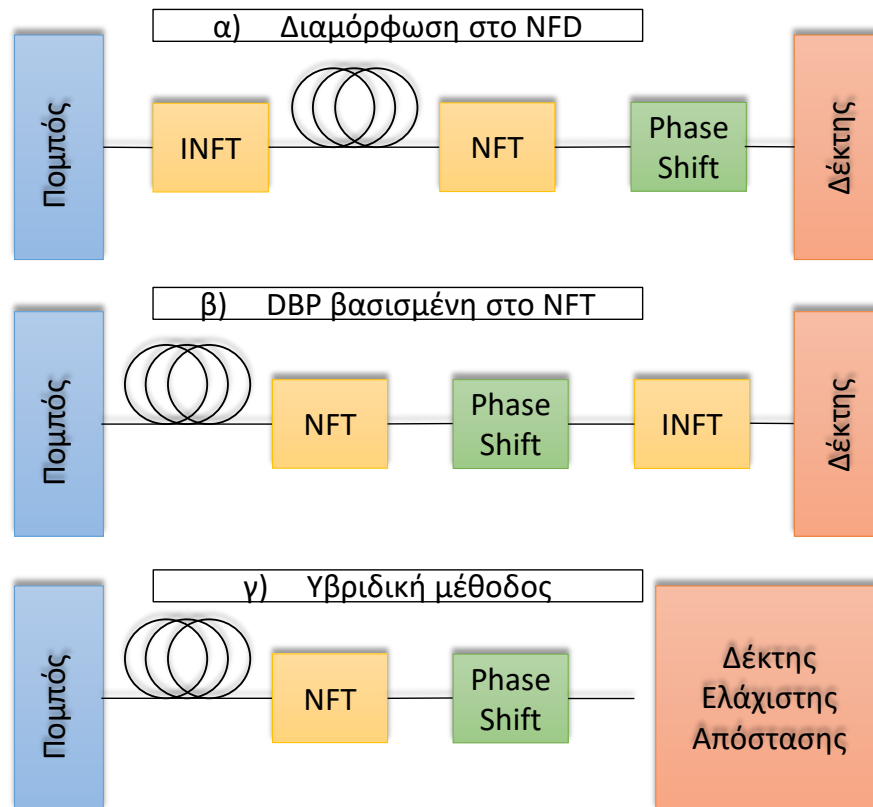 α) Διαμόρφωση στο NFD
Πομπός
INFT
NFT
Phase
Shift
Δέκτης
β) DBP βασισμένη στο NFT
Πομπός
NFT
Phase
Shift
INFT
Δέκτης
γ) Υβριδική μέθοδος
Πομπός
NFT
Phase
Shift
Δέκτης
Ελάχιστης
Απόστασης